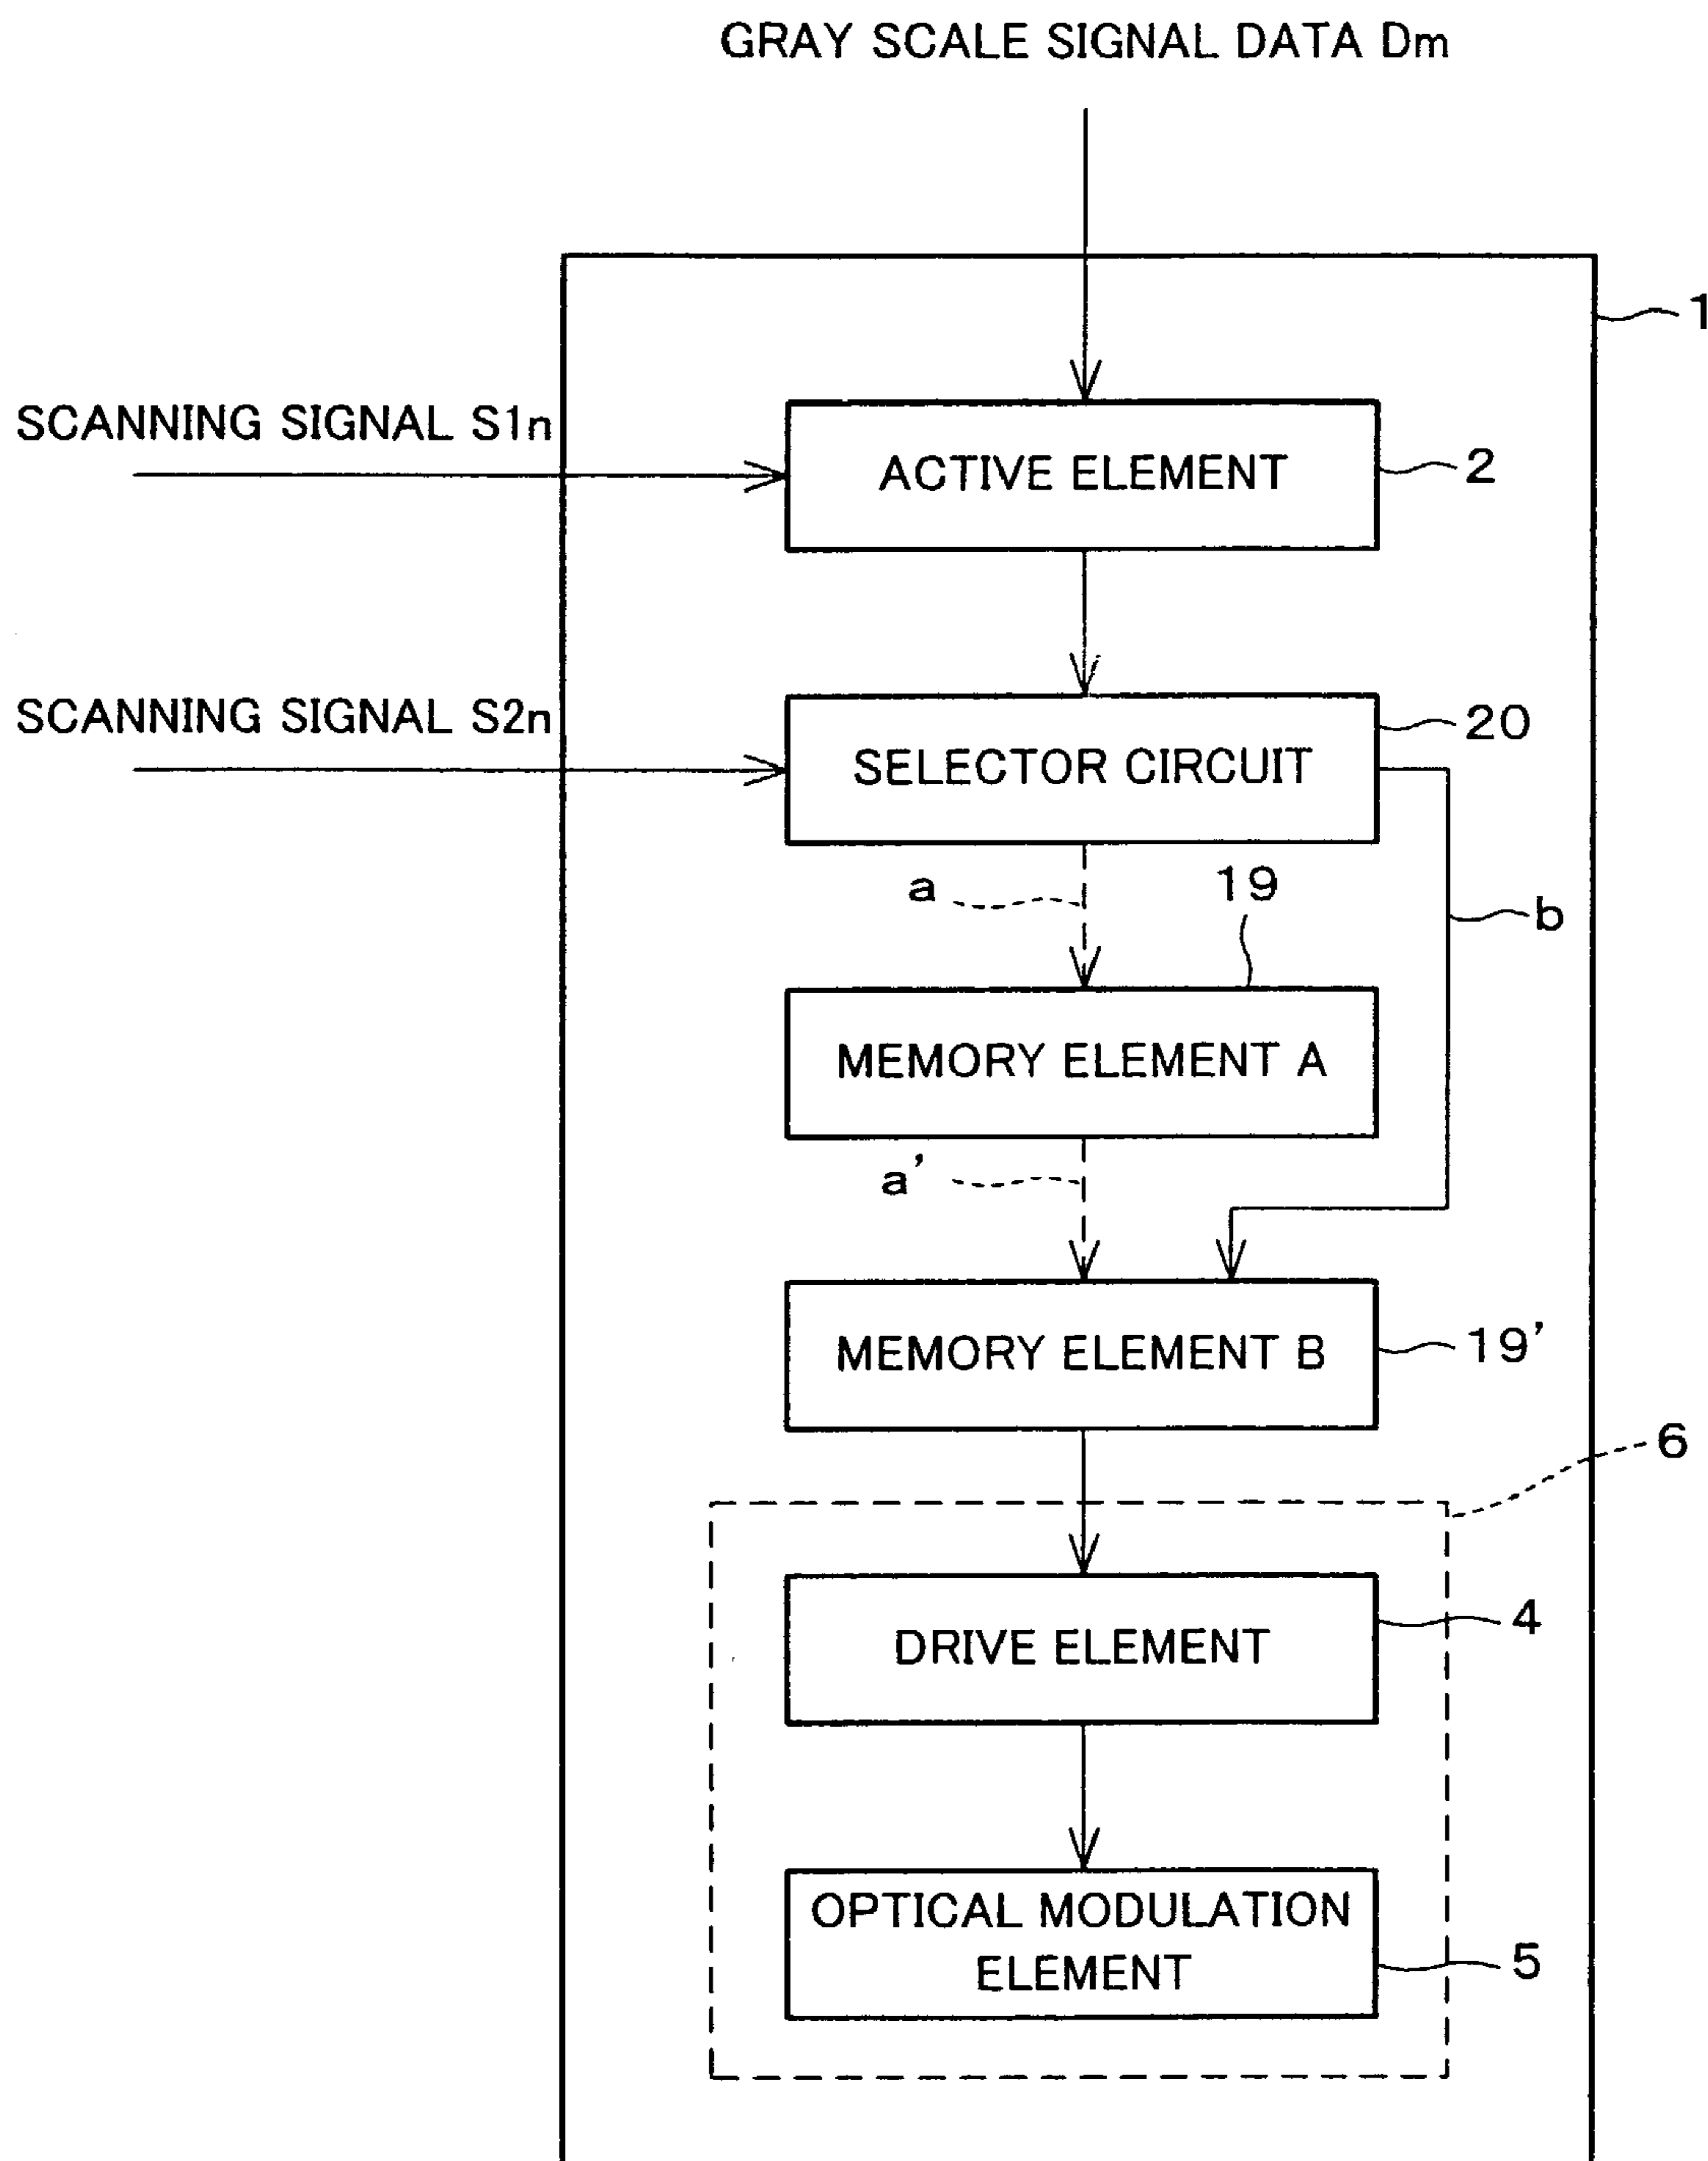 GRAY SCALE SIGNAL DATA Dm
1
SCANNING SIGNAL S1n
ACTIVE ELEMENT
2
SCANNING SIGNAL S2n
20
SELECTOR CIRCUIT
a
19
b
MEMORY ELEMENT A
a'
MEMORY ELEMENT B
19'
6
DRIVE ELEMENT
4
OPTICAL MODULATION
ELEMENT
5